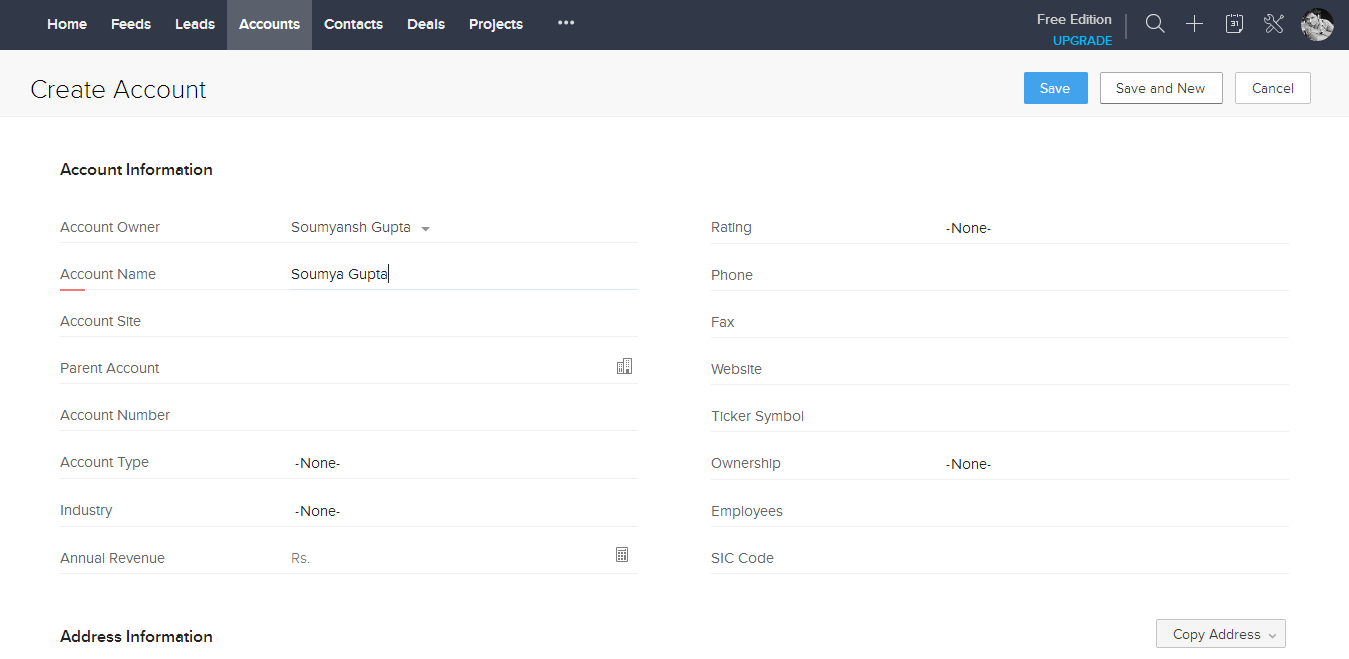 Home Feeds Leads Accounts Contacts Deals Projects ••• Free Edition
UPGRADE
31
Create Account Save Save and New Cancel
Account Information
Account Owner Soumyansh Gupta Rating -None-
Account Name Soumya Gupta Phone
Account Site Fax
Parent Account Website
Account Number Ticker Symbol
Account Type -None- Ownership -None-
Industry -None- Employees
Annual Revenue Rs. SIC Code
Address Information Copy Address